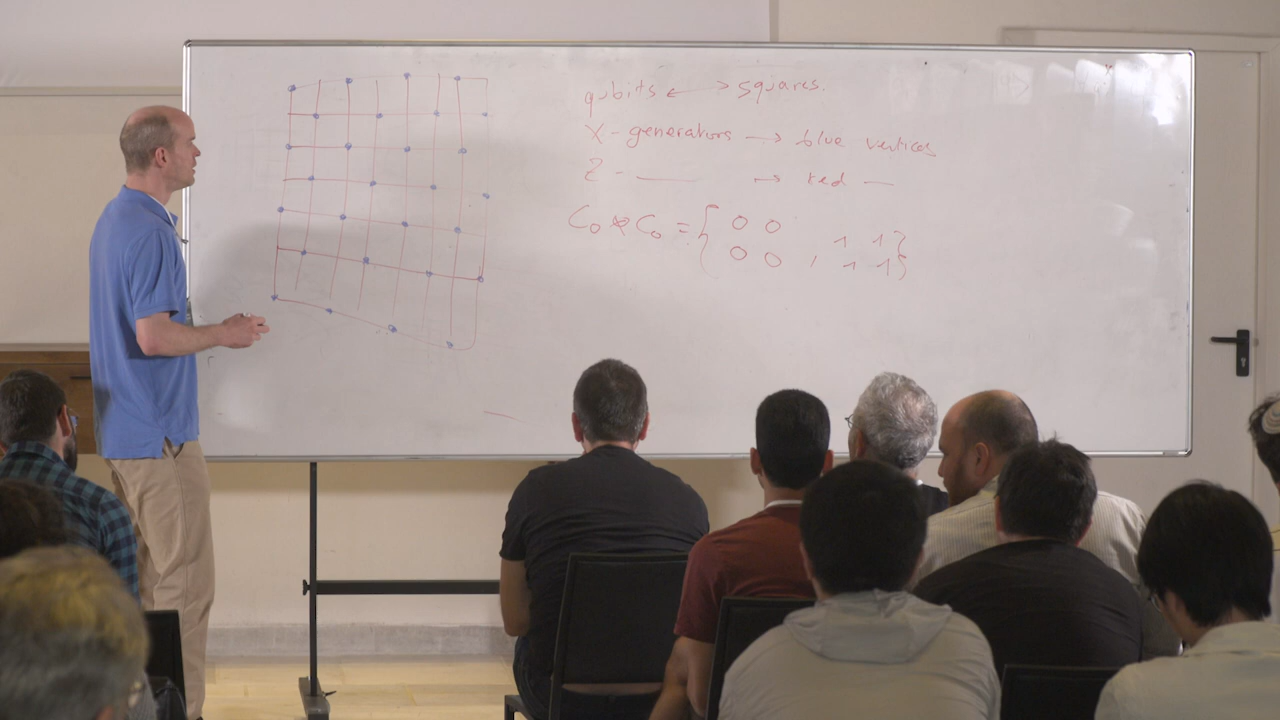 qubits ←→ squares.
X - generators → blue vertices
Z - —— → red —
C₀ ⊗ C₀ = { 0 0 1 1 }
0 0 , 1 1